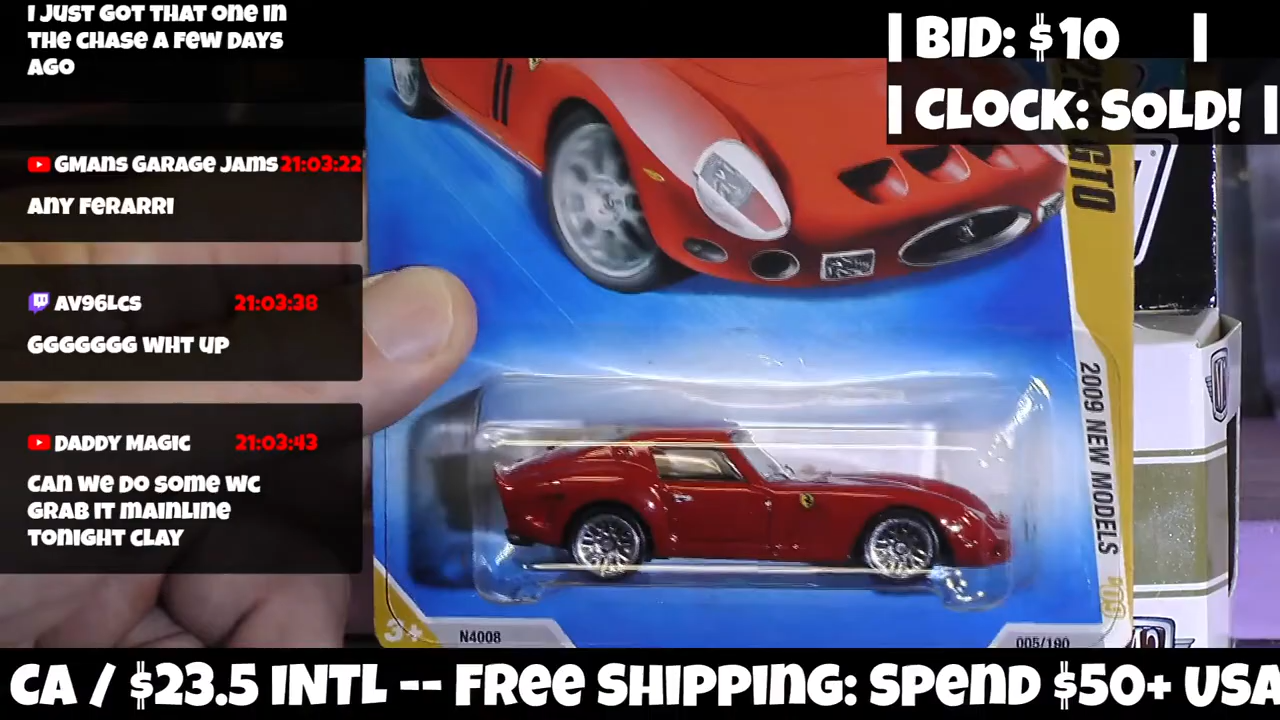 I JUST GOT THAT ONE IN
THE CHASE A FEW DAYS
AGO
GMANS GARAGE JAMS 21:03:22
ANY FERARRI
AV96LCS 21:03:38
GGGGGGG WHT UP
DADDY MAGIC 21:03:43
CAN WE DO SOME WC
GRAB IT MAINLINE
TONIGHT CLAY
| BID: $10 |
| CLOCK: SOLD! |
GTO
2009 NEW MODELS
'09
3+
N4008
005/190
CA / $23.5 INTL -- FREE SHIPPING: SPEND $50+ USA